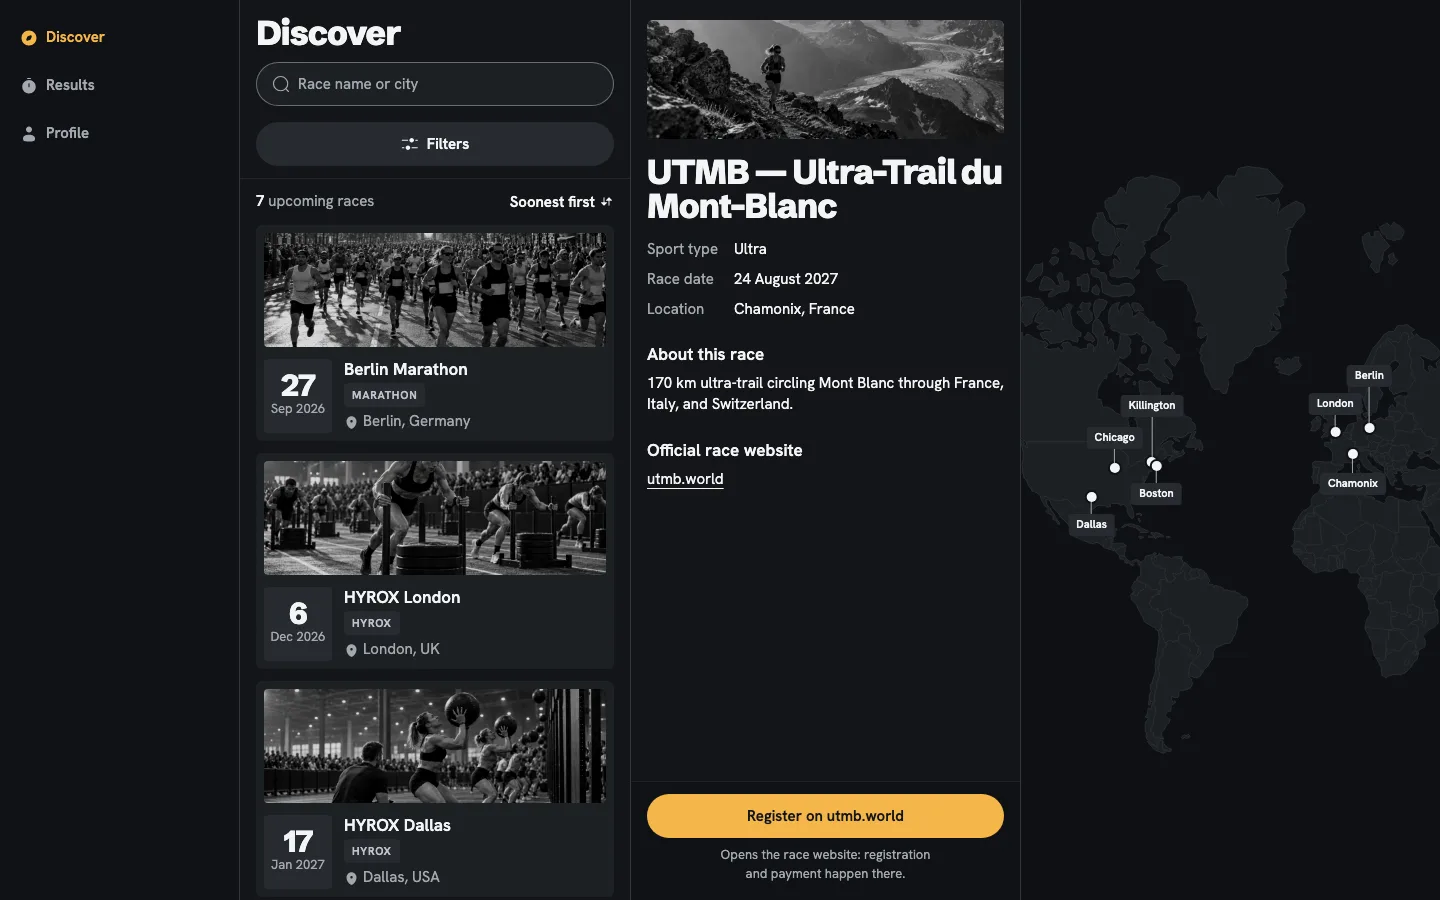 Discover
Results
Profile
Discover
Race name or city
Filters
7 upcoming races
Soonest first
27
Sep 2026
Berlin Marathon
MARATHON
Berlin, Germany
6
Dec 2026
HYROX London
HYROX
London, UK
17
Jan 2027
HYROX Dallas
HYROX
Dallas, USA
UTMB — Ultra-Trail du
Mont-Blanc
Sport type Ultra
Race date 24 August 2027
Location Chamonix, France
About this race
170 km ultra-trail circling Mont Blanc through France,
Italy, and Switzerland.
Official race website
utmb.world
Register on utmb.world
Opens the race website: registration
and payment happen there.
Berlin
London
Killington
Chicago
Chamonix
Boston
Dallas